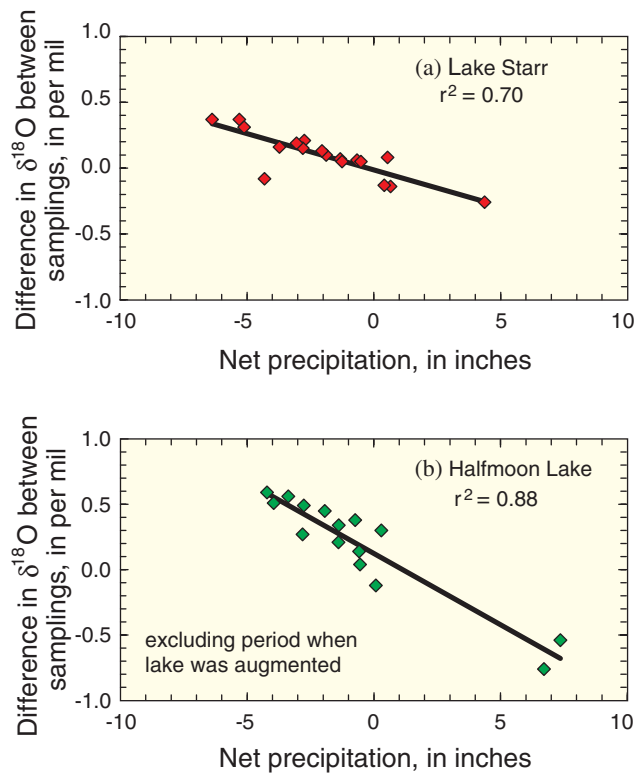 Difference in δ¹⁸O between
samplings, in per mil
1.0
0.5
0.0
-0.5
-1.0
(a) Lake Starr
r² = 0.70
-10
-5
0
5
10
Net precipitation, in inches
Difference in δ¹⁸O between
samplings, in per mil
1.0
0.5
0.0
-0.5
-1.0
(b) Halfmoon Lake
r² = 0.88
excluding period when
lake was augmented
-10
-5
0
5
10
Net precipitation, in inches